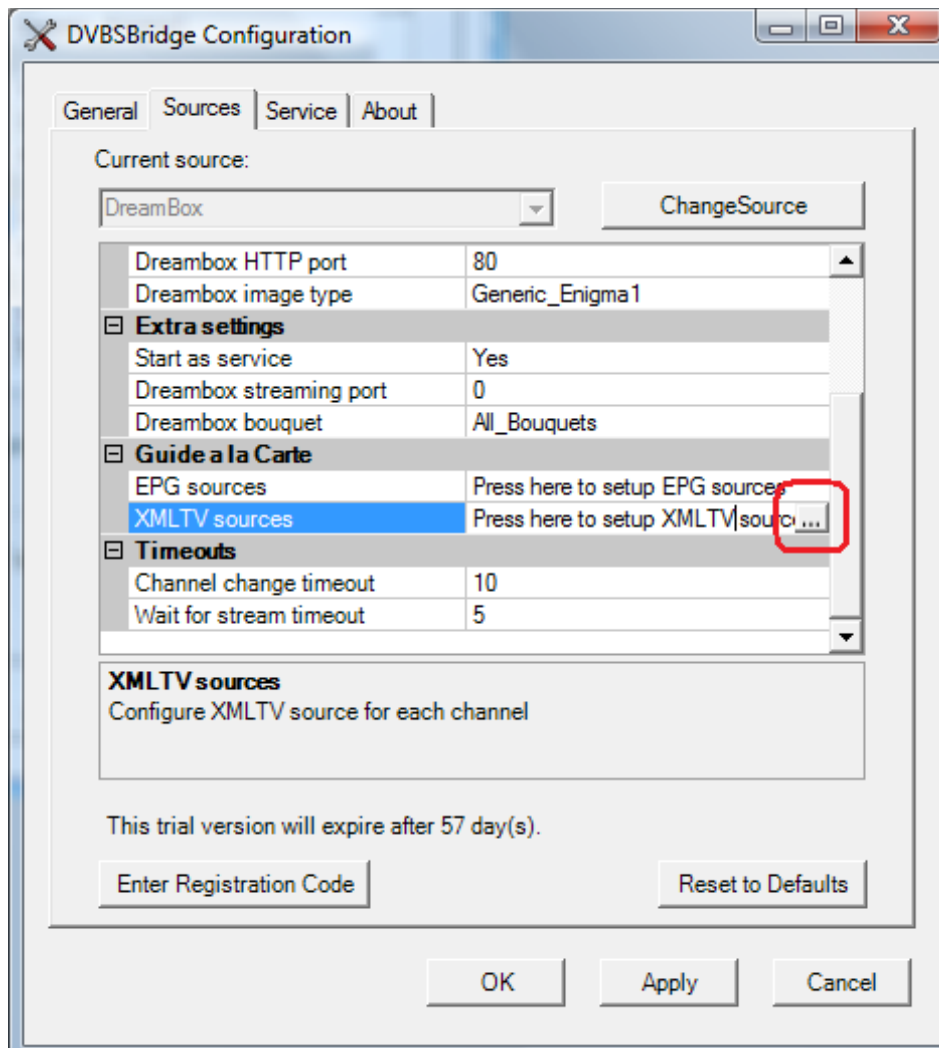 DVBSBridge Configuration
General Sources Service About
Current source:
DreamBox ChangeSource
Dreambox HTTP port 80
Dreambox image type Generic_Enigma1
Extra settings
Start as service Yes
Dreambox streaming port 0
Dreambox bouquet All_Bouquets
Guide a la Carte
EPG sources Press here to setup EPG sources
XMLTV sources Press here to setup XMLTV sourc ...
Timeouts
Channel change timeout 10
Wait for stream timeout 5
XMLTV sources
Configure XMLTV source for each channel
This trial version will expire after 57 day(s).
Enter Registration Code Reset to Defaults
OK Apply Cancel